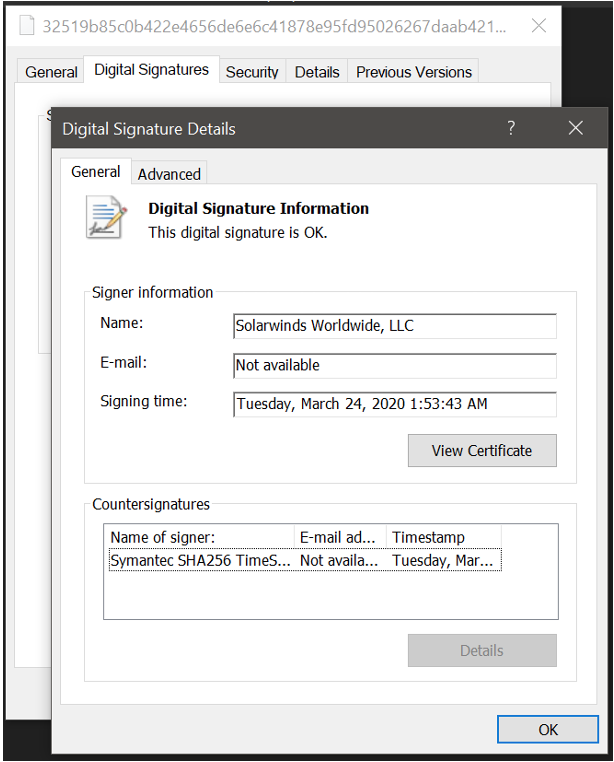 32519b85c0b422e4656de6e6c41878e95fd95026267daab421...
General Digital Signatures Security Details Previous Versions
S
Digital Signature Details
General Advanced
Digital Signature Information
This digital signature is OK.
Signer information
Name: Solarwinds Worldwide, LLC
E-mail: Not available
Signing time: Tuesday, March 24, 2020 1:53:43 AM
View Certificate
Countersignatures
Name of signer: E-mail ad... Timestamp
Symantec SHA256 TimeS... Not availa... Tuesday, Mar...
Details
OK